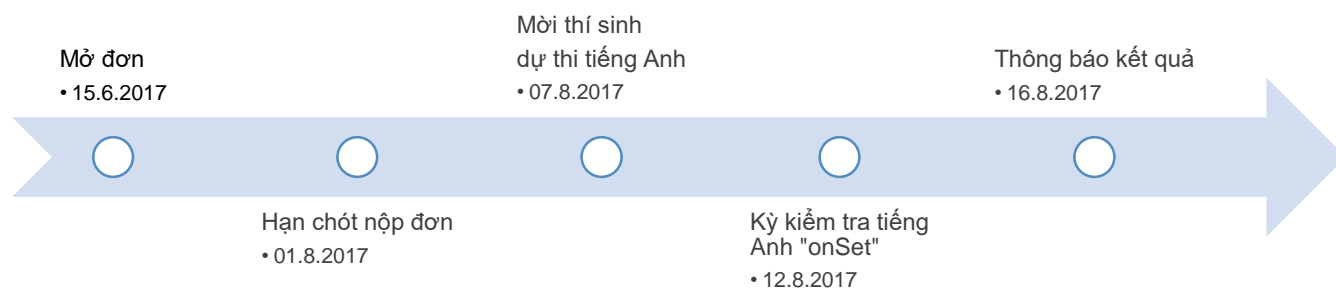 Mở đơn
• 15.6.2017
Hạn chót nộp đơn
• 01.8.2017
Mời thí sinh
dự thi tiếng Anh
• 07.8.2017
Kỳ kiểm tra tiếng
Anh "onSet"
• 12.8.2017
Thông báo kết quả
• 16.8.2017